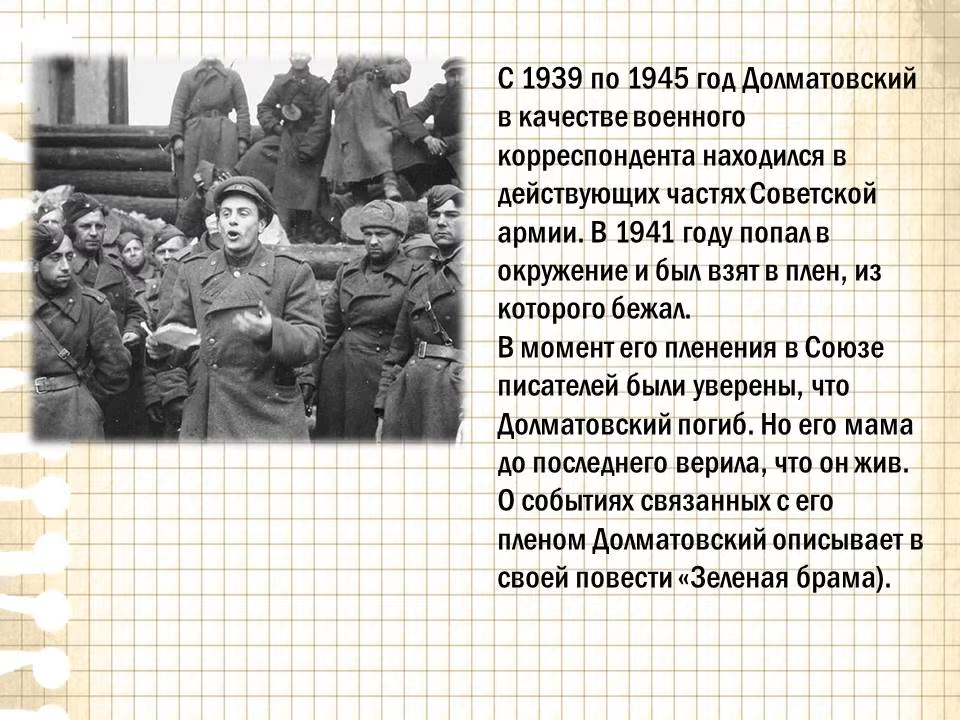 С 1939 по 1945 год Долматовский
в качестве военного
корреспондента находился в
действующих частях Советской
армии. В 1941 году попал в
окружение и был взят в плен, из
которого бежал.
В момент его пленения в Союзе
писателей были уверены, что
Долматовский погиб. Но его мама
до последнего верила, что он жив.
О событиях связанных с его
пленом Долматовский описывает в
своей повести «Зеленая брама).